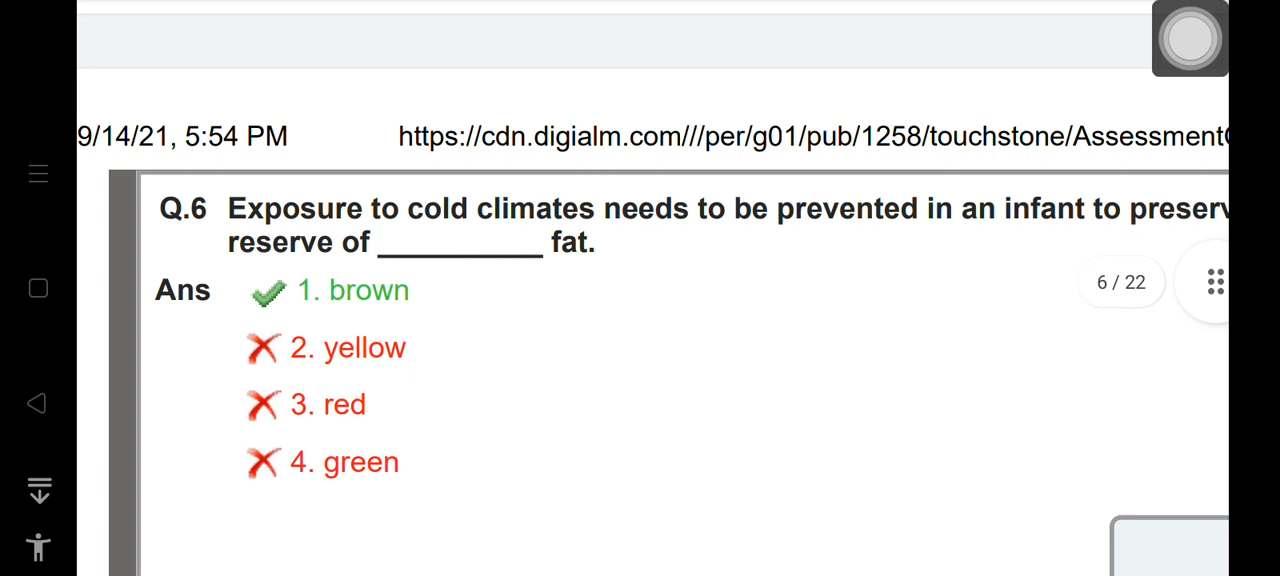 9/14/21, 5:54 PM https://cdn.digialm.com///per/g01/pub/1258/touchstone/Assessment
Q.6 Exposure to cold climates needs to be prevented in an infant to
reserve of __________ fat.
Ans 1. brown
6 / 22
2. yellow
3. red
4. green